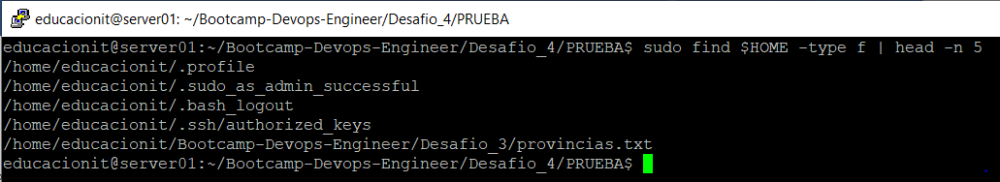 educacionit@server01: ~/Bootcamp-Devops-Engineer/Desafio_4/PRUEBA
educacionit@server01:~/Bootcamp-Devops-Engineer/Desafio_4/PRUEBA$ sudo find $HOME -type f | head -n 5
/home/educacionit/.profile
/home/educacionit/.sudo_as_admin_successful
/home/educacionit/.bash_logout
/home/educacionit/.ssh/authorized_keys
/home/educacionit/Bootcamp-Devops-Engineer/Desafio_3/provincias.txt
educacionit@server01:~/Bootcamp-Devops-Engineer/Desafio_4/PRUEBA$